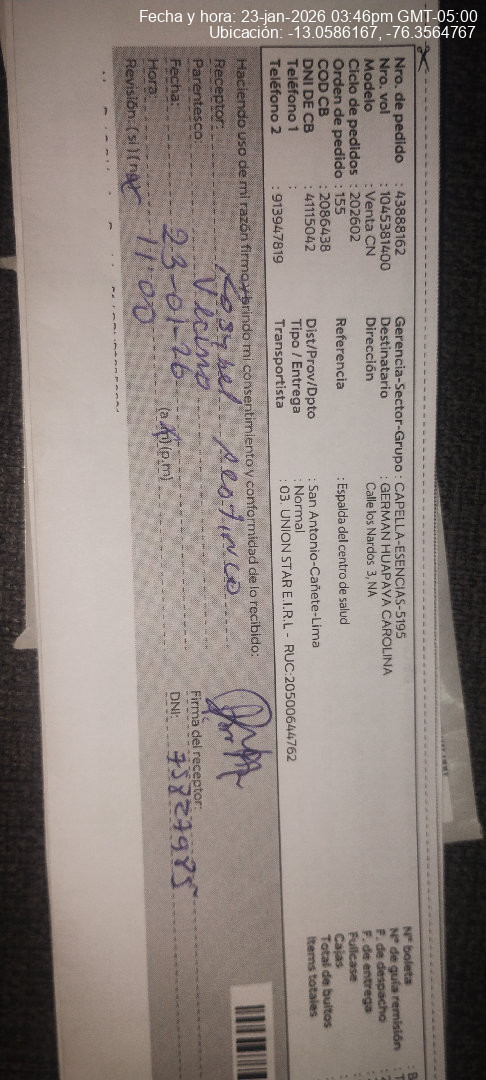 Fecha y hora: 23-jan-2026 03:46pm GMT-05:00
Ubicación: -13.0586167, -76.3564767
Nro. de pedido : 43888162
Nro. vol : 1045381400
Modelo : Venta CN
Ciclo de pedidos : 202602
Orden de pedido : 155
COD CB : 2086438
DNI DE CB : 41115042
Teléfono 1 :
Teléfono 2 : 913947819
Gerencia-Sector-Grupo : CAPELLA-ESENCIAS-5195
Destinatario : GERMAN HUAPAYA CAROLINA
Dirección Calle los Nardos 3, NA
Referencia : Espalda del centro de salud
Dist/Prov/Dpto : San Antonio-Cañete-Lima
Tipo / Entrega : Normal
Transportista : 03. UNION STAR E.I.R.L - RUC:20500644762
N° boleta
N° de guía remisión :
F. de despacho :
F. de entrega :
Fullcase :
Cajas :
Total de bultos :
Items totales
Haciendo uso de mi razón firmo brindo mi consentimiento y conformidad de lo recibido:
Receptor: Rosybel
Parentesco: Vecino
Fecha: 23-01-26
Hora: 11:00 (a.m) (p.m)
Revisión: (si) (no)
Firma del receptor:
DNI: 75827985